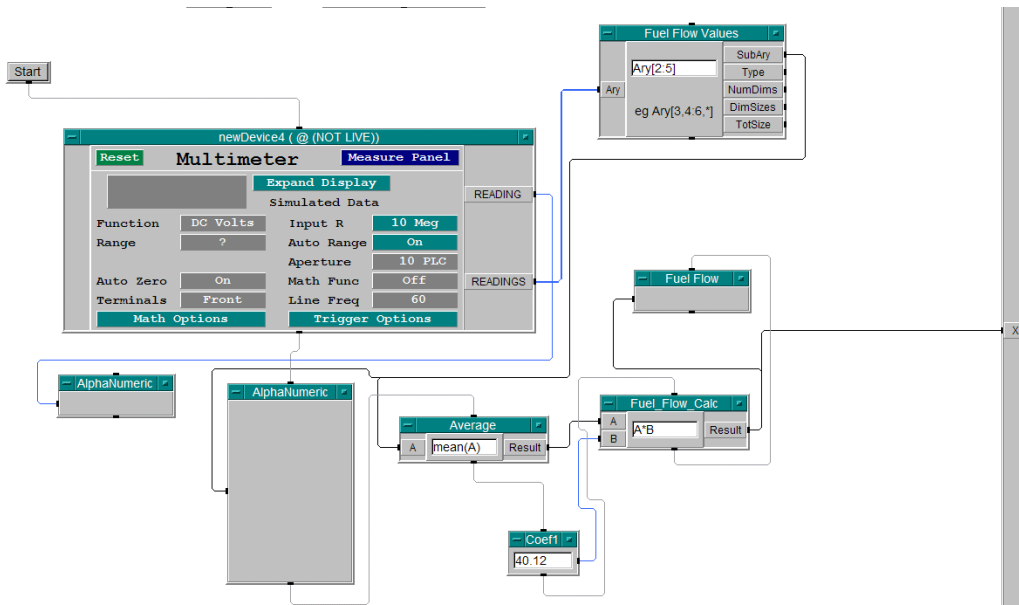 Start
Fuel Flow Values
Ary
Ary[2:5]
eg Ary[3,4:6,*]
SubAry
Type
NumDims
DimSizes
TotSize
newDevice4 ( @ (NOT LIVE))
Reset Multimeter Measure Panel
Expand Display
Simulated Data
Function DC Volts Input R 10 Meg
Range ? Auto Range On
Aperture 10 PLC
Auto Zero On Math Func Off
Terminals Front Line Freq 60
Math Options Trigger Options
READING
READINGS
Fuel Flow
X
AlphaNumeric
AlphaNumeric
Average
A mean(A) Result
Fuel_Flow_Calc
A
B
A*B
Result
Coef1
40.12